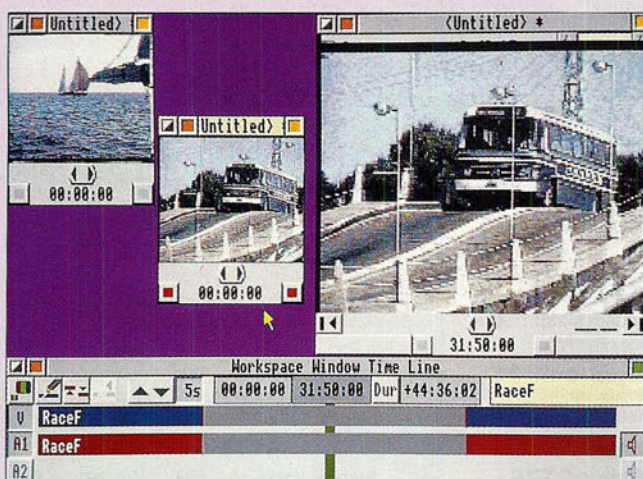 Untitled>
<Untitled> *
Untitled>
00:00:00
00:00:00
31:50:00
Workspace Window Time Line
5s 00:00:00 31:50:00 Dur +44:36:02 RaceF
V RaceF
A1 RaceF
A2